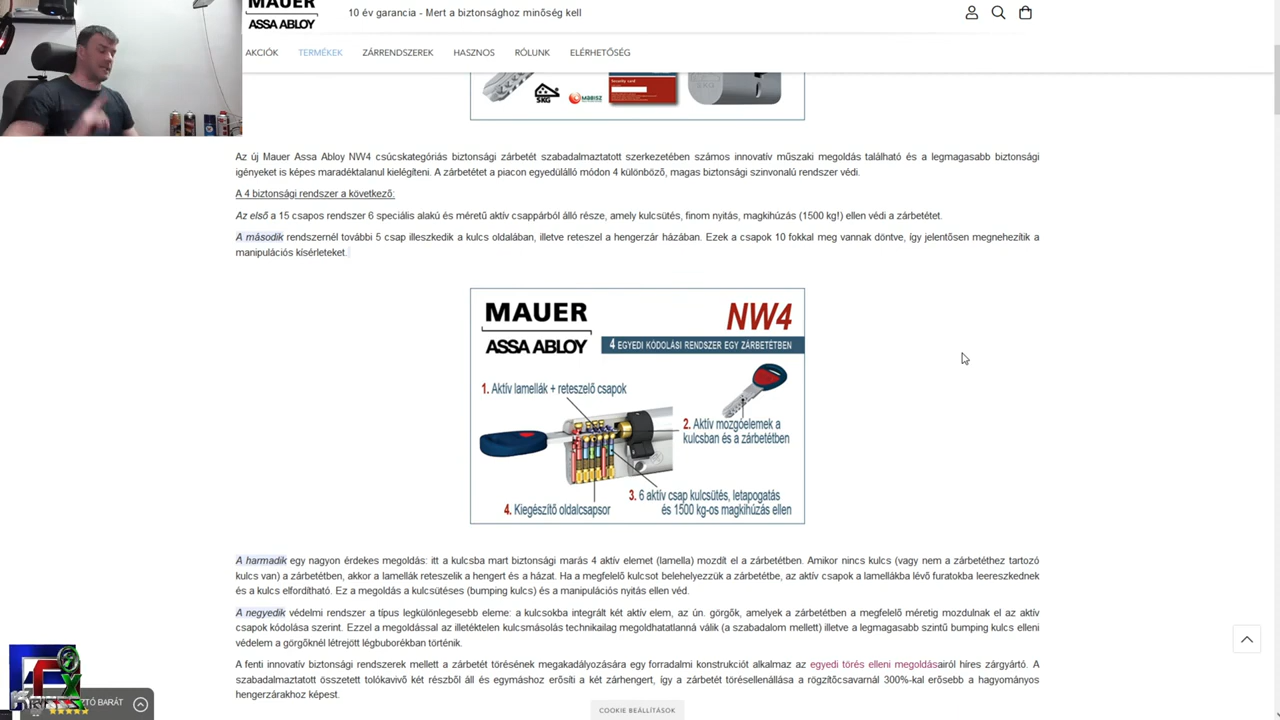 MAUER
ASSA ABLOY
10 év garancia - Mert a biztonsághoz minőség kell
AKCIÓK TERMÉKEK ZÁRRENDSZEREK HASZNOS RÓLUNK ELÉRHETŐSÉG
Security card
SKG MABISZ
Az új Mauer Assa Abloy NW4 csúcskategóriás biztonsági zárbetét szabadalmaztatott szerkezetében számos innovatív műszaki megoldás található és a legmagasabb biztonsági
igényeket is képes maradéktalanul kielégíteni. A zárbetétet a piacon egyedülálló módon 4 különböző, magas biztonsági szinvonalú rendszer védi.
A 4 biztonsági rendszer a következő:
Az első a 15 csapos rendszer 6 speciális alakú és méretű aktív csappárból álló része, amely kulcsütés, finom nyitás, magkihúzás (1500 kg!) ellen védi a zárbetétet.
A második rendszernél további 5 csap illeszkedik a kulcs oldalában, illetve reteszel a hengerzár házában. Ezek a csapok 10 fokkal meg vannak döntve, így jelentősen megnehezítik a
manipulációs kísérleteket.
MAUER
ASSA ABLOY
NW4
4 EGYEDI KÓDOLÁSI RENDSZER EGY ZÁRBETÉTBEN
1. Aktív lamellák + reteszelő csapok
2. Aktív mozgóelemek a
kulcsban és a zárbetétben
3. 6 aktív csap kulcsütés, letapogatás
és 1500 kg-os magkihúzás ellen
4. Kiegészítő oldalcsapsor
A harmadik egy nagyon érdekes megoldás: itt a kulcsba mart biztonsági marás 4 aktív elemet (lamella) mozdít el a zárbetétben. Amikor nincs kulcs (vagy nem a zárbetéthez tartozó
kulcs van) a zárbetétben, akkor a lamellák reteszelik a hengert és a házat. Ha a megfelelő kulcsot belehelyezzük a zárbetétbe, az aktív csapok a lamellákba lévő furatokba leereszkednek
és a kulcs elfordítható. Ez a megoldás a kulcsütéses (bumping kulcs) és a manipulációs nyitás ellen véd.
A negyedik védelmi rendszer a típus legkülönlegesebb eleme: a kulcsokba integrált két aktív elem, az ún. görgők, amelyek a zárbetétben a megfelelő méretig mozdulnak el az aktív
csapok kódolása szerint. Ezzel a megoldással az illetéktelen kulcsmásolás technikailag megoldhatatlanná válik (a szabadalom mellett) illetve a legmagasabb szintű bumping kulcs elleni
védelem a görgőknél létrejött légbuborékban történik.
A fenti innovatív biztonsági rendszerek mellett a zárbetét törésének megakadályozására egy forradalmi konstrukciót alkalmaz az egyedi törés elleni megoldásairól híres zárgyártó. A
szabadalmaztatott összetett tolókavivő két részből áll és egymáshoz erősíti a két zárhengert, így a zárbetét törésellenállása a rögzítőcsavarnál 300%-kal erősebb a hagyományos
hengerzárakhoz képest.
COOKIE BEÁLLÍTÁSOK